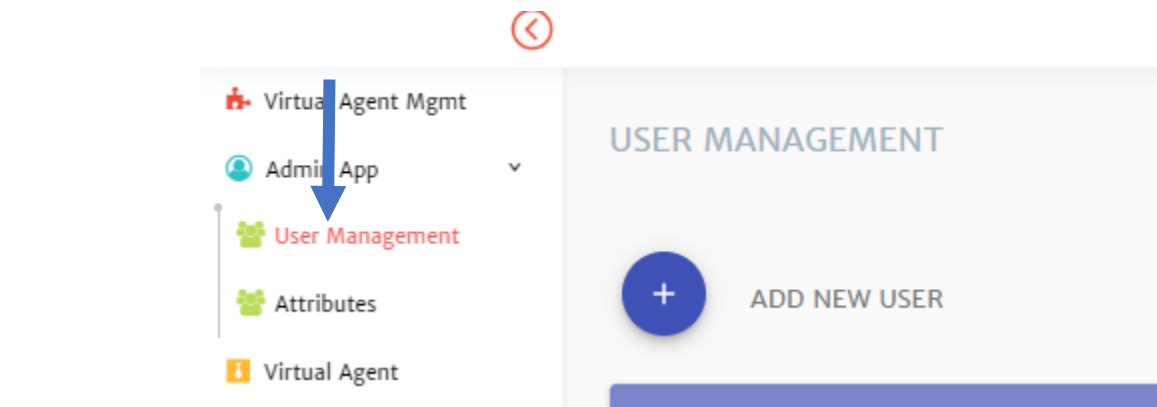 Virtual Agent Mgmt
Admin App
User Management
Attributes
Virtual Agent
USER MANAGEMENT
ADD NEW USER